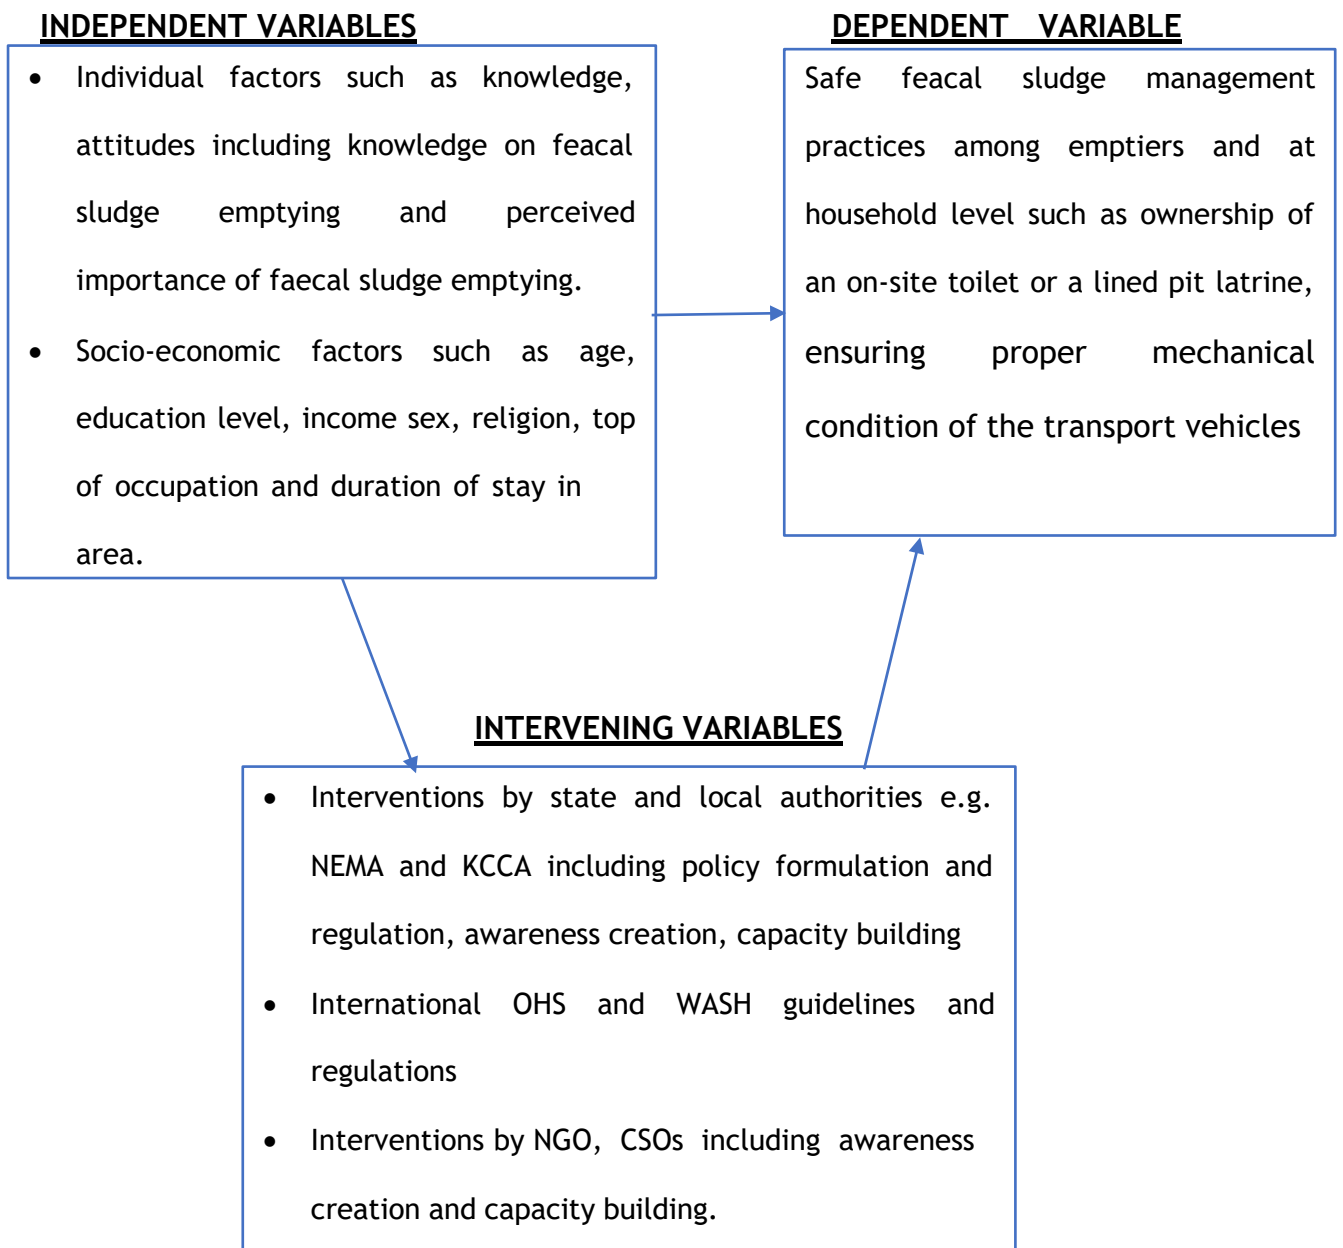 INDEPENDENT VARIABLES
• Individual factors such as knowledge,
attitudes including knowledge on feacal
sludge emptying and perceived
importance of faecal sludge emptying.
• Socio-economic factors such as age,
education level, income sex, religion, top
of occupation and duration of stay in
area.
DEPENDENT VARIABLE
Safe feacal sludge management
practices among emptiers and at
household level such as ownership of
an on-site toilet or a lined pit latrine,
ensuring proper mechanical
condition of the transport vehicles
INTERVENING VARIABLES
• Interventions by state and local authorities e.g.
NEMA and KCCA including policy formulation and
regulation, awareness creation, capacity building
• International OHS and WASH guidelines and
regulations
• Interventions by NGO, CSOs including awareness
creation and capacity building.